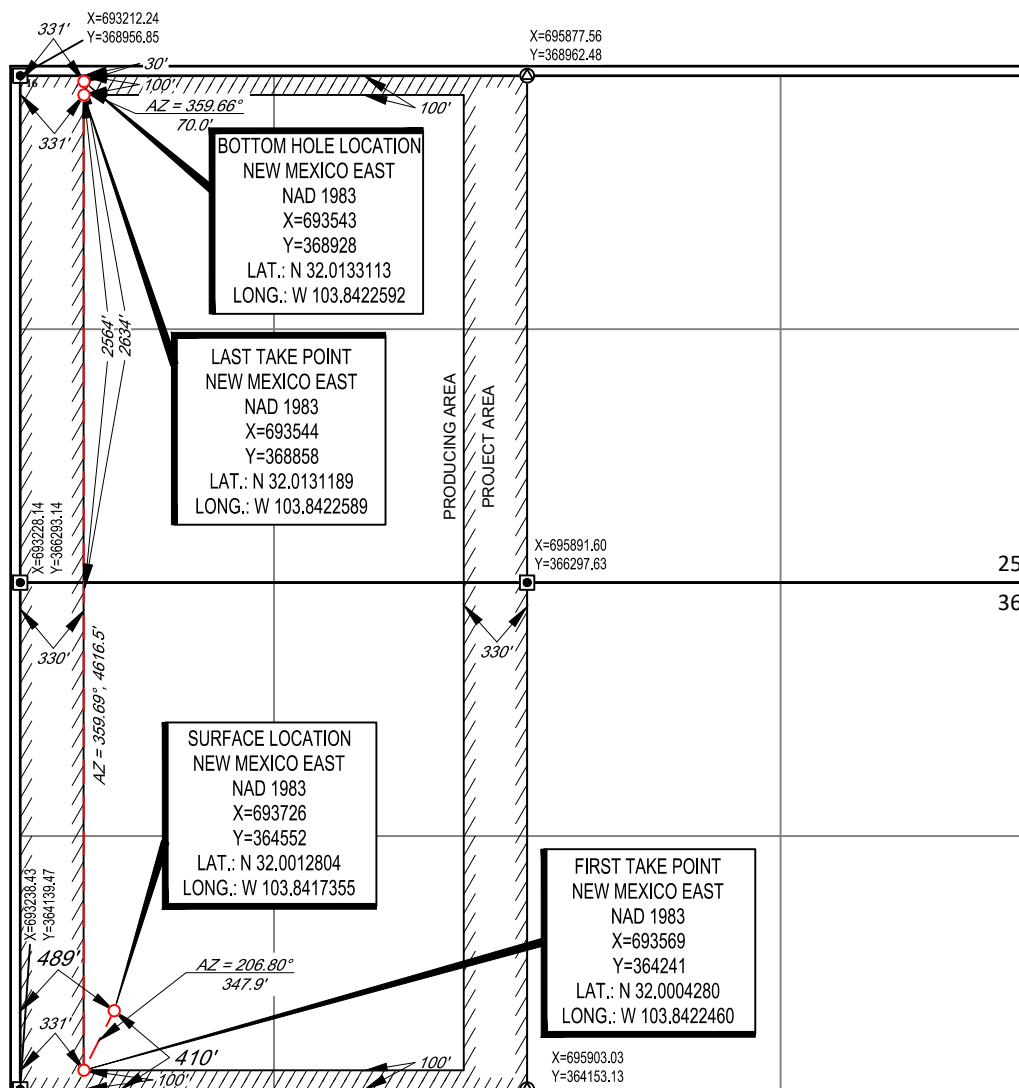 X=693212.24
Y=368956.85
331'
X=695877.56
Y=368962.48
30'
16
100'
100'
AZ = 359.66°
70.0'
331'
BOTTOM HOLE LOCATION
NEW MEXICO EAST
NAD 1983
X=693543
Y=368928
LAT.: N 32.0133113
LONG.: W 103.8422592
2564'
2634'
LAST TAKE POINT
NEW MEXICO EAST
NAD 1983
X=693544
Y=368858
LAT.: N 32.0131189
LONG.: W 103.8422589
PRODUCING AREA
PROJECT AREA
X=693228.14
Y=366293.14
X=695891.60
Y=366297.63
25
36
330'
330'
AZ = 359.69°, 4616.5'
SURFACE LOCATION
NEW MEXICO EAST
NAD 1983
X=693726
Y=364552
LAT.: N 32.0012804
LONG.: W 103.8417355
FIRST TAKE POINT
NEW MEXICO EAST
NAD 1983
X=693569
Y=364241
LAT.: N 32.0004280
LONG.: W 103.8422460
X=693238.43
Y=364139.47
489'
AZ = 206.80°
347.9'
331'
410'
100'
100'
X=695903.03
Y=364153.13